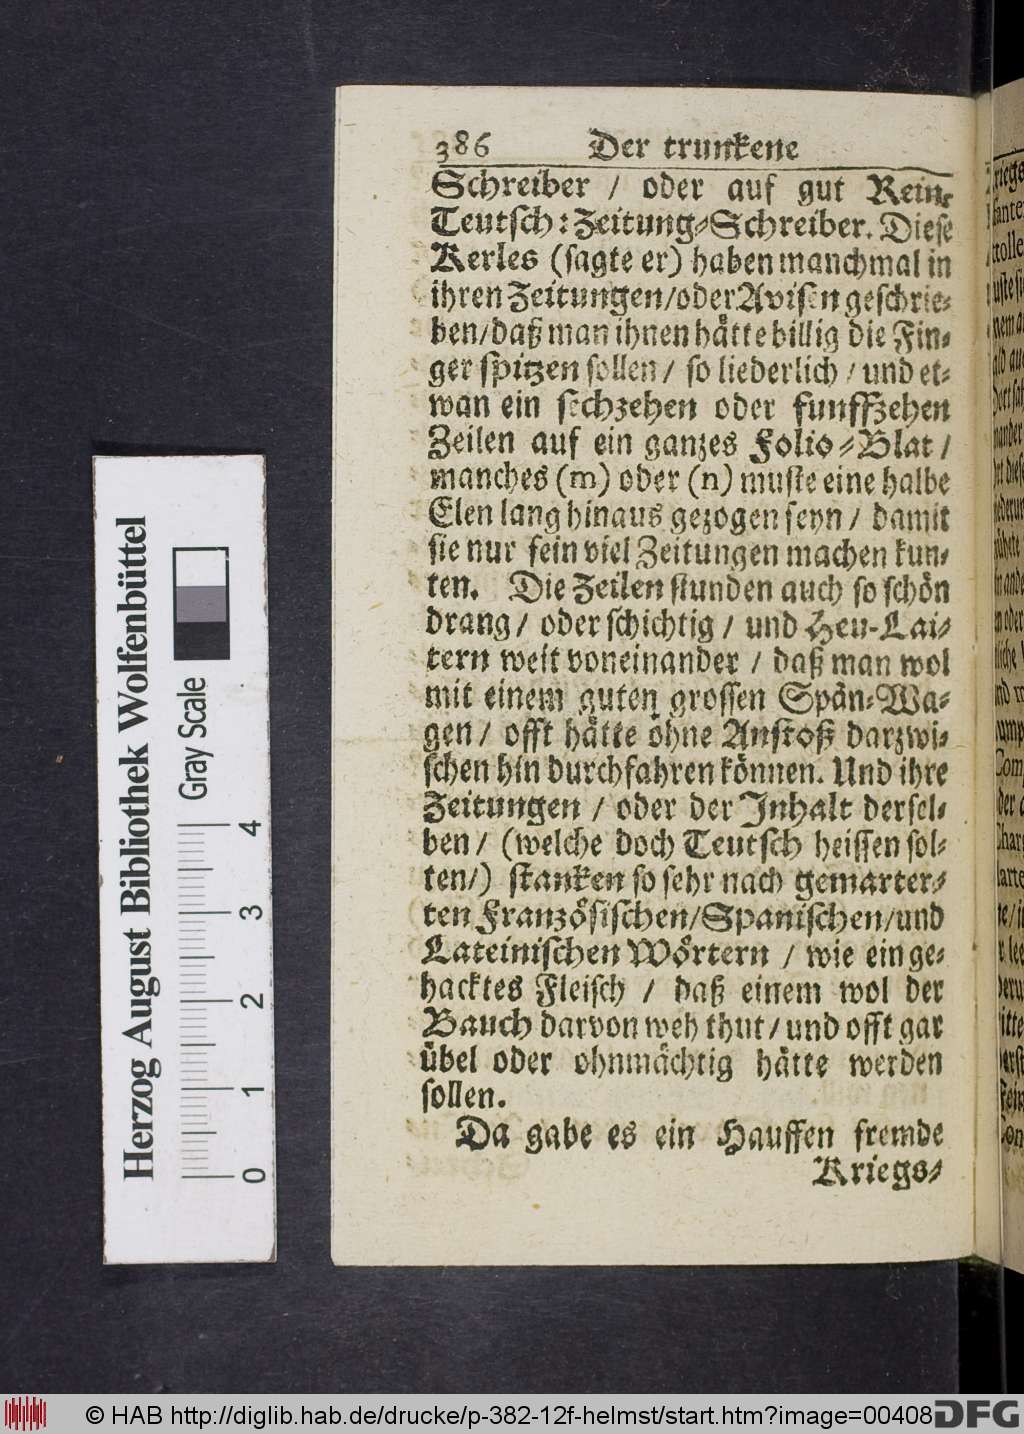 386 Der trunkene
Schreiber / oder auf gut Rein-
Teutsch: Zeitung-Schreiber. Diese
Kerles (sagte er) haben manchmal in
ihren Zeitungen/oder Avisen geschrie-
ben/daß man ihnen hätte billig die Fin-
ger spitzen sollen / so liederlich / und et-
wan ein sechzehen oder funffzehen
Zeilen auf ein ganzes Folio-Blat /
manches (m) oder (n) muste eine halbe
Elen lang hinaus gezogen seyn / damit
sie nur fein viel Zeitungen machen kun-
ten. Die Zeilen stunden auch so schön
drang / oder schichtig / und Heu-Lai-
tern weit voneinander / daß man wol
mit einem guten grossen Spän-Wa-
gen / offt hätte ohne Anstoß darzwi-
schen hin durchfahren können. Und ihre
Zeitungen / oder der Inhalt dersel-
ben / (welche doch Teutsch heissen sol-
ten/) stanken so sehr nach gemarter-
ten Französischen/Spanischen/und
Lateinischen Wörtern / wie ein ge-
hacktes Fleisch / daß einem wol der
Bauch darvon weh thut / und offt gar
übel oder ohnmächtig hätte werden
sollen.
Da gabe es ein Hauffen fremde
Kriegs-
Herzog August Bibliothek Wolfenbüttel
Gray Scale
0 1 2 3 4
© HAB http://diglib.hab.de/drucke/p-382-12f-helmst/start.htm?image=00408
DFG